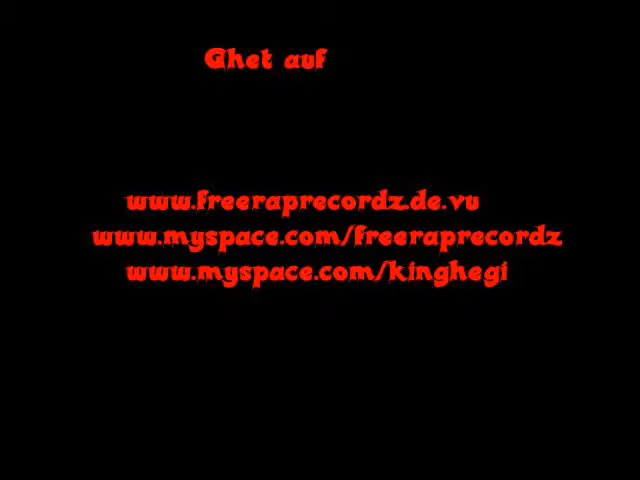 Ghet auf
www.freeraprecordz.de.vu
www.myspace.com/freeraprecordz
www.myspace.com/kinghegi